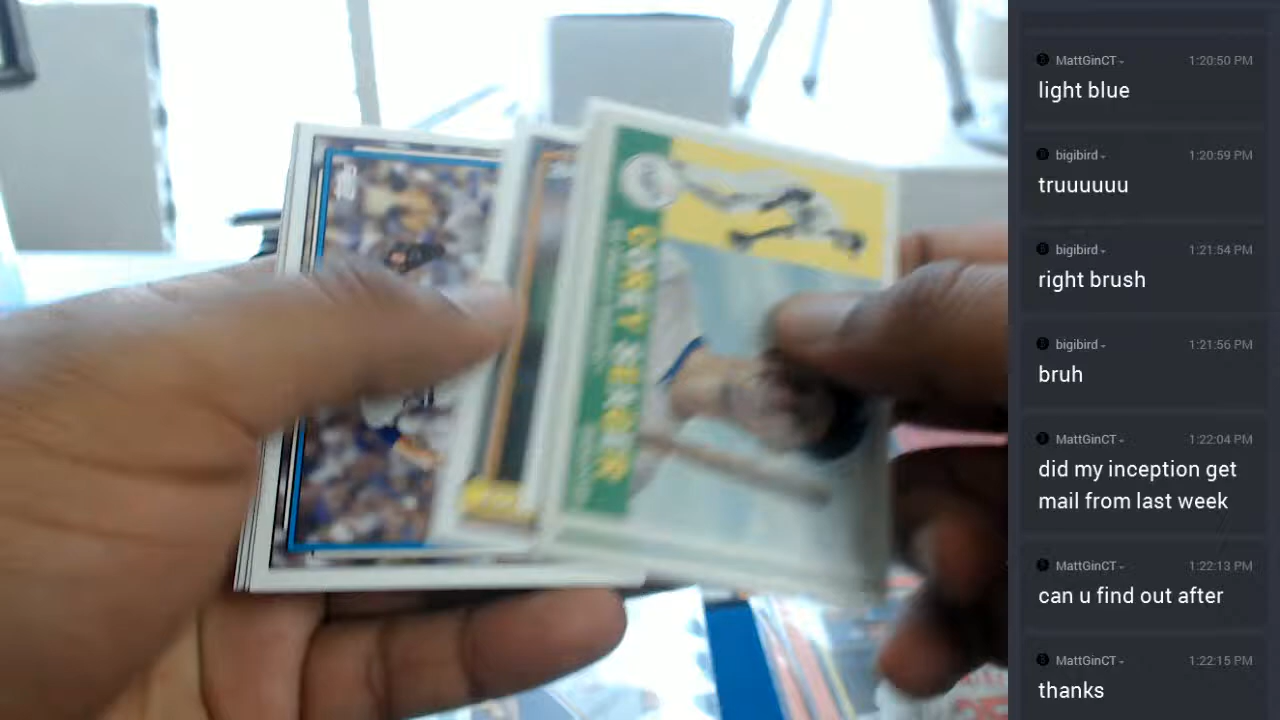 MattGinCT
1:20:50 PM
light blue
bigibird
1:20:59 PM
truuuuuu
bigibird
1:21:54 PM
right brush
bigibird
1:21:56 PM
bruh
MattGinCT
1:22:04 PM
did my inception get
mail from last week
MattGinCT
1:22:13 PM
can u find out after
MattGinCT
1:22:15 PM
thanks